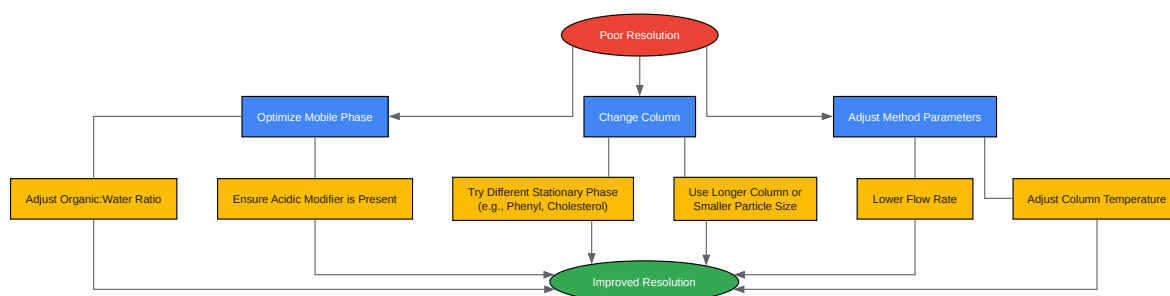 Poor Resolution
Optimize Mobile Phase
Change Column
Adjust Method Parameters
Adjust Organic:Water Ratio
Ensure Acidic Modifier is Present
Try Different Stationary Phase
(e.g., Phenyl, Cholesterol)
Use Longer Column or
Smaller Particle Size
Lower Flow Rate
Adjust Column Temperature
Improved Resolution